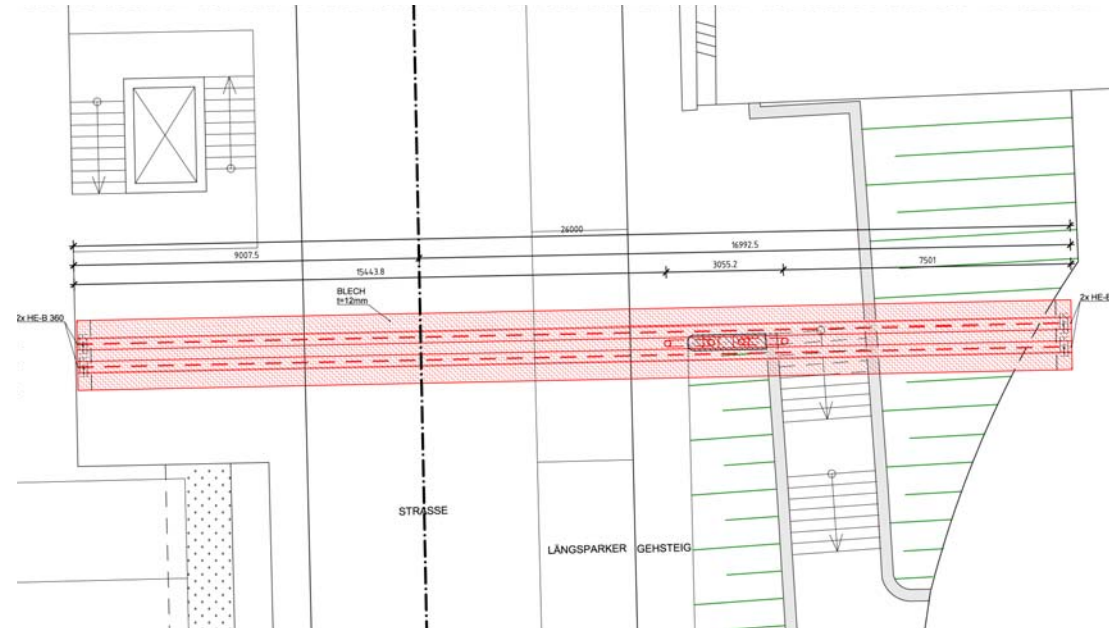 26000
9007.5
16992.5
15443.8
3055.2
7501
BLECH
t=12mm
2x HE-B 360
2x HE-B
STRASSE
LÄNGSPARKER
GEHSTEIG